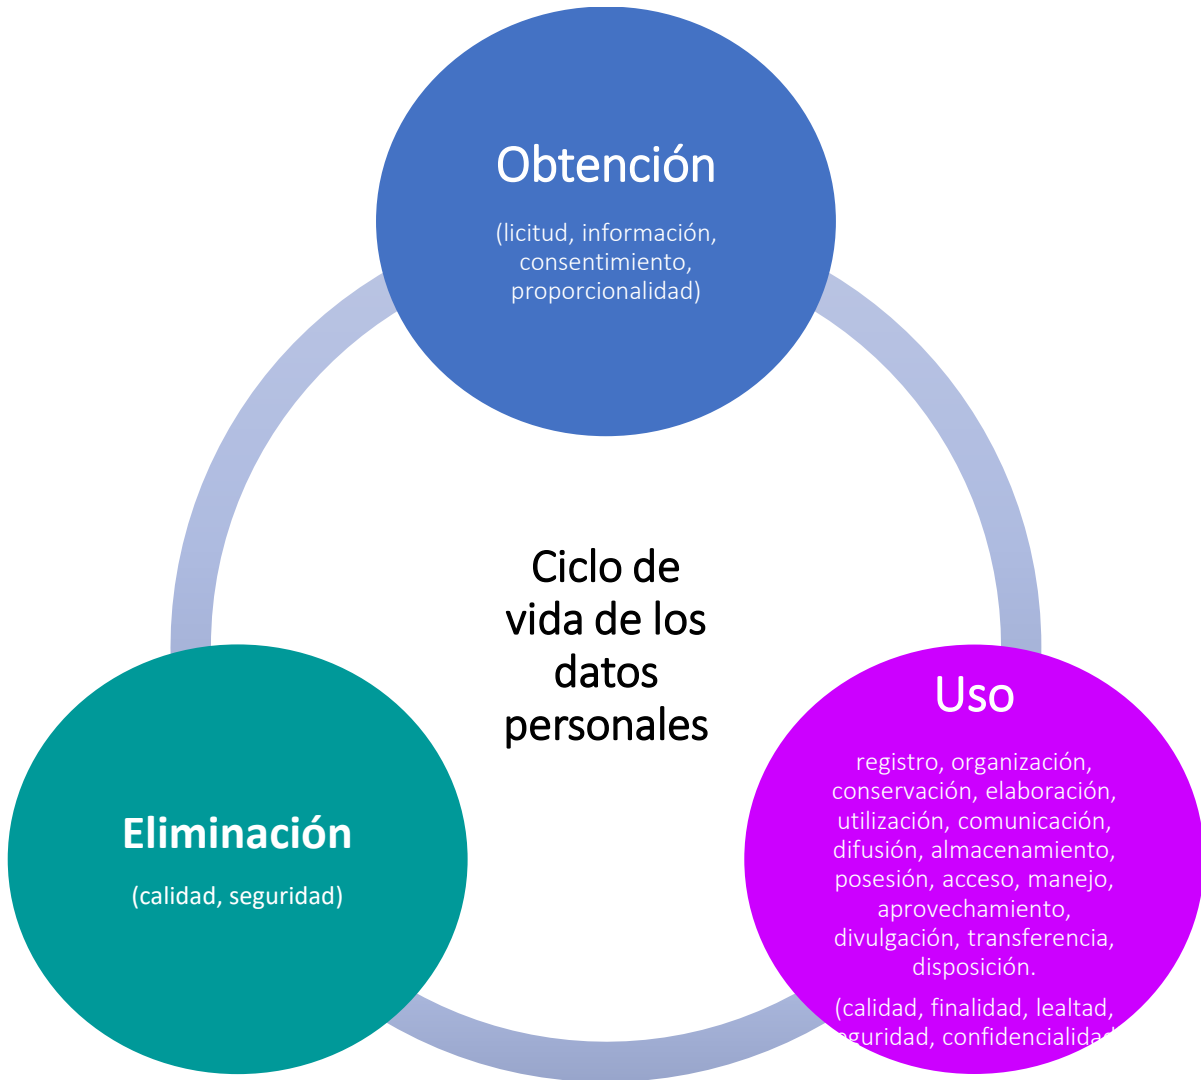 Obtención
(licitud, información,
consentimiento,
proporcionalidad)
Ciclo de
vida de los
datos
personales
Uso
registro, organización,
conservación, elaboración,
utilización, comunicación,
difusión, almacenamiento,
posesión, acceso, manejo,
aprovechamiento,
divulgación, transferencia,
disposición.
(calidad, finalidad, lealtad,
seguridad, confidencialidad
Eliminación
(calidad, seguridad)